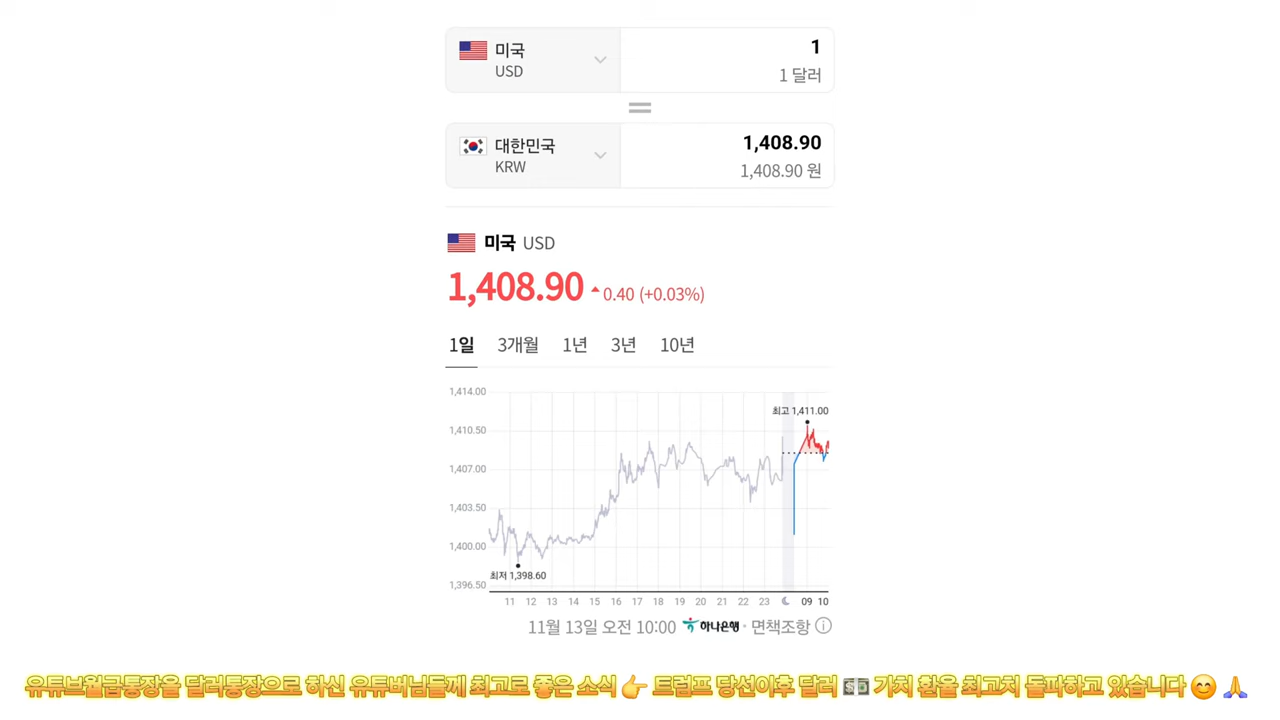 미국
USD
1
1 달러
대한민국
KRW
1,408.90
1,408.90 원
미국 USD
1,408.90 ▲ 0.40 (+0.03%)
1일 3개월 1년 3년 10년
1,414.00
최고 1,411.00
1,410.50
1,407.00
1,403.50
1,400.00
최저 1,398.60
1,396.50
11 12 13 14 15 16 17 18 19 20 21 22 23 09 10
11월 13일 오전 10:00 하나은행 · 면책조항
유튜브월급통장을 달러통장으로 하신 유튜버님들께 최고로 좋은 소식 👉 트럼프 당선이후 달러 💵 가치 환율 최고치 돌파하고 있습니다 😊 🙏